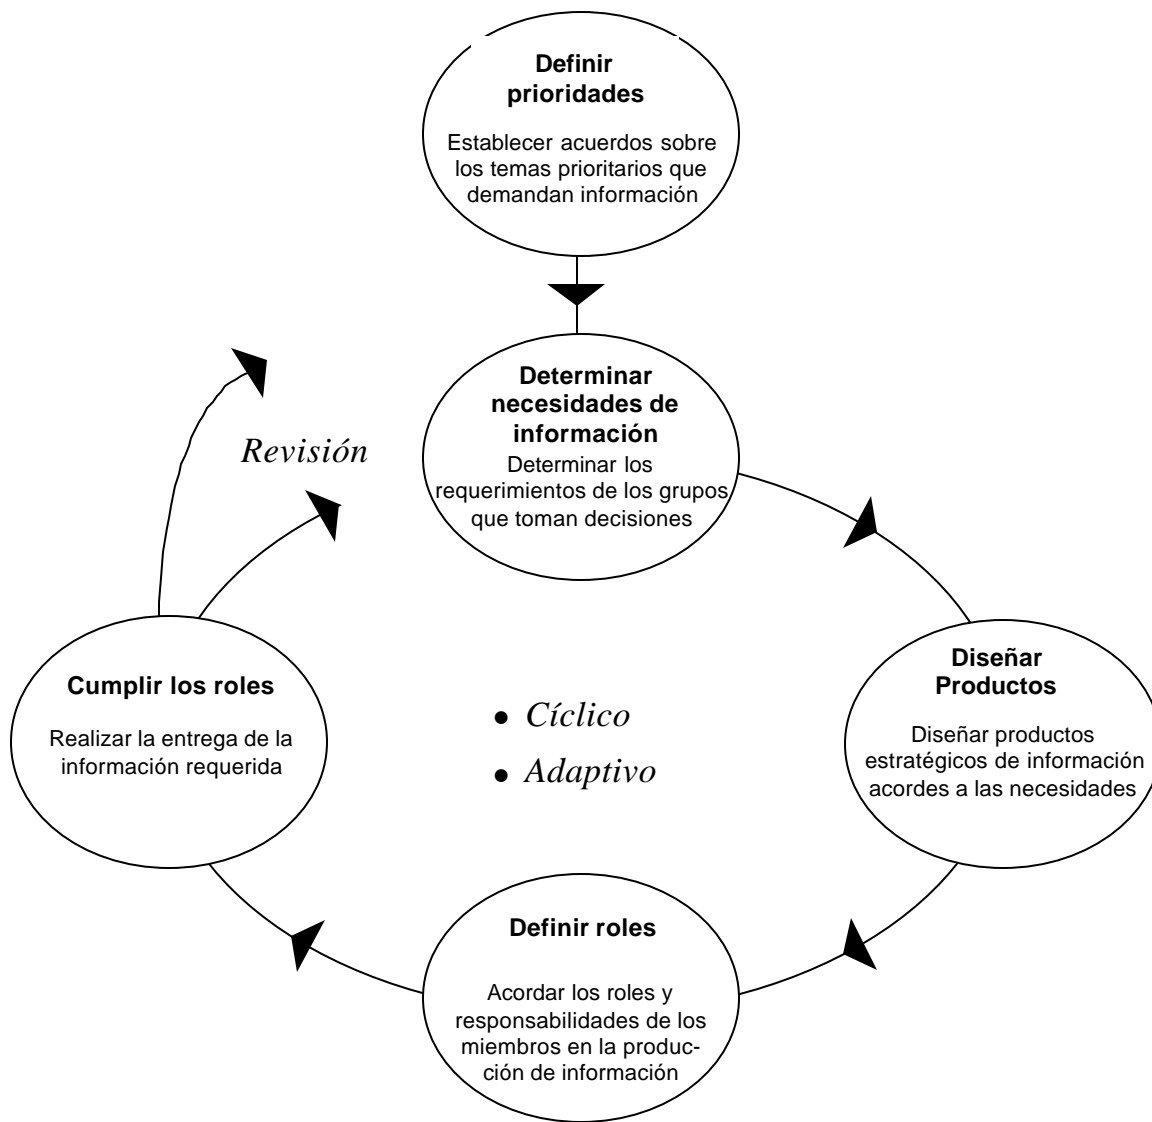 Definir
prioridades
Establecer acuerdos sobre
los temas prioritarios que
demandan información
Determinar
necesidades de
información
Determinar los
requerimientos de los grupos
que toman decisiones
Revisión
Diseñar
Productos
Diseñar productos
estratégicos de información
acordes a las necesidades
Cumplir los roles
Realizar la entrega de la
información requerida
• Cíclico
• Adaptivo
Definir roles
Acordar los roles y
responsabilidades de los
miembros en la produc-
ción de información